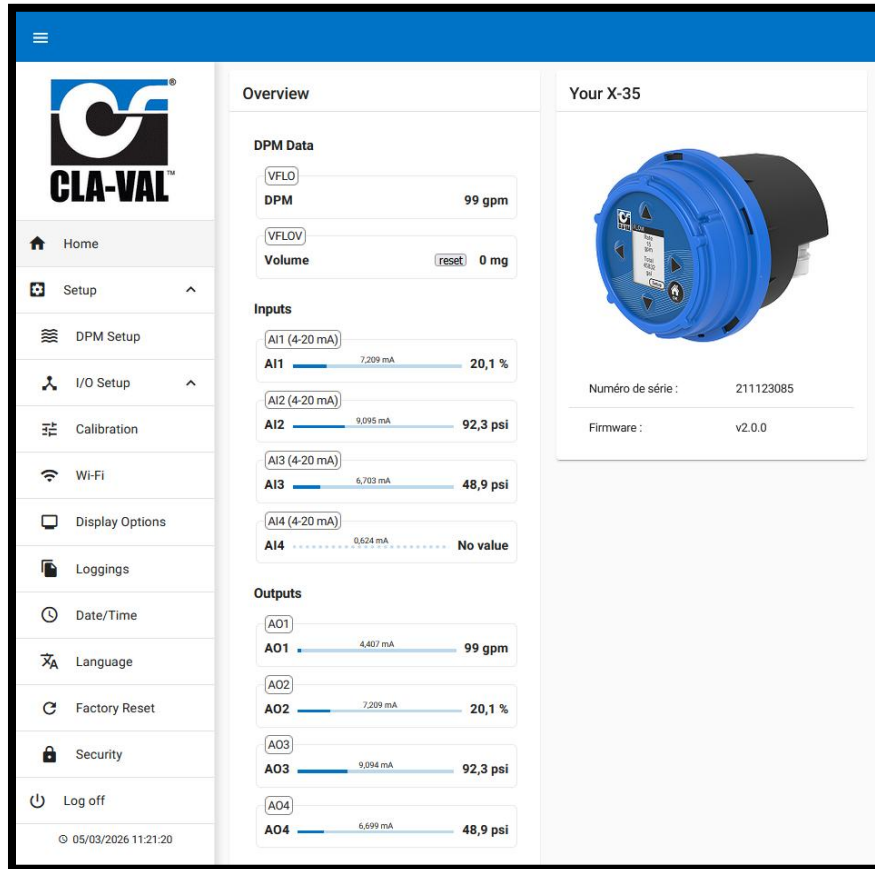 CLA-VAL™
®
Home
Setup
DPM Setup
I/O Setup
Calibration
Wi-Fi
Display Options
Loggings
Date/Time
Language
Factory Reset
Security
Log off
05/03/2026 11:21:20
Overview
DPM Data
VFLO
DPM 99 gpm
VFLOV
Volume reset 0 mg
Inputs
AI1 (4-20 mA)
AI1 7,209 mA 20,1 %
AI2 (4-20 mA)
AI2 9,095 mA 92,3 psi
AI3 (4-20 mA)
AI3 6,703 mA 48,9 psi
AI4 (4-20 mA)
AI4 0,624 mA No value
Outputs
AO1
AO1 4,407 mA 99 gpm
AO2
AO2 7,209 mA 20,1 %
AO3
AO3 9,094 mA 92,3 psi
AO4
AO4 6,699 mA 48,9 psi
Your X-35
Rate
gpm
Total
gal
Numéro de série : 211123085
Firmware : v2.0.0